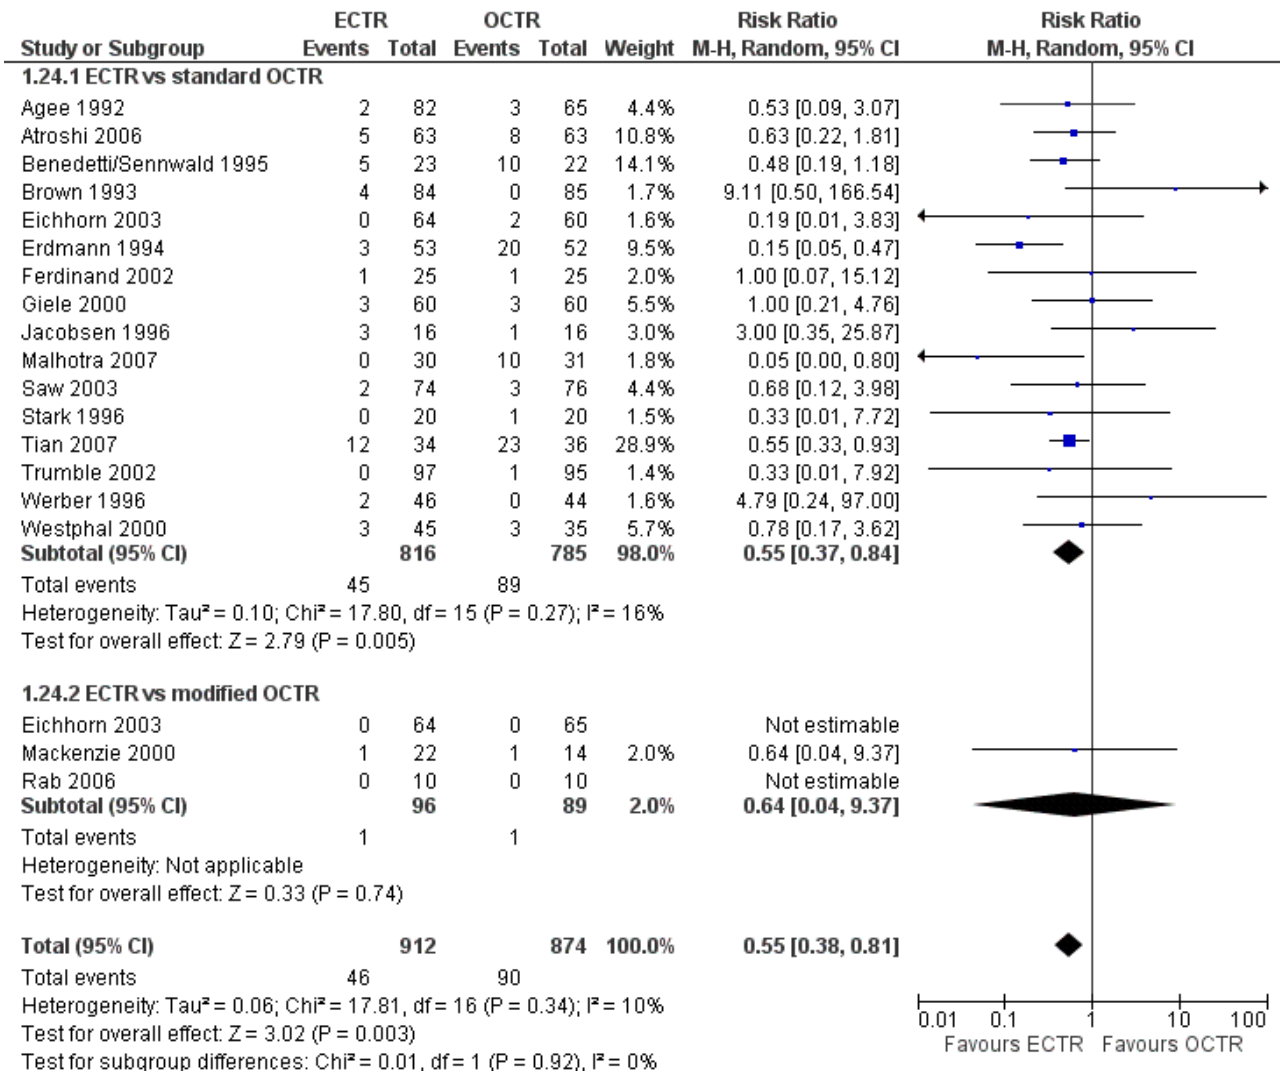 ECTR OCTR Risk Ratio Risk Ratio
Study or Subgroup Events Total Events Total Weight M-H, Random, 95% CI M-H, Random, 95% CI
1.24.1 ECTR vs standard OCTR
Agee 1992 2 82 3 65 4.4% 0.53 [0.09, 3.07]
Atroshi 2006 5 63 8 63 10.8% 0.63 [0.22, 1.81]
Benedetti/Sennwald 1995 5 23 10 22 14.1% 0.48 [0.19, 1.18]
Brown 1993 4 84 0 85 1.7% 9.11 [0.50, 166.54]
Eichhorn 2003 0 64 2 60 1.6% 0.19 [0.01, 3.83]
Erdmann 1994 3 53 20 52 9.5% 0.15 [0.05, 0.47]
Ferdinand 2002 1 25 1 25 2.0% 1.00 [0.07, 15.12]
Giele 2000 3 60 3 60 5.5% 1.00 [0.21, 4.76]
Jacobsen 1996 3 16 1 16 3.0% 3.00 [0.35, 25.87]
Malhotra 2007 0 30 10 31 1.8% 0.05 [0.00, 0.80]
Saw 2003 2 74 3 76 4.4% 0.68 [0.12, 3.98]
Stark 1996 0 20 1 20 1.5% 0.33 [0.01, 7.72]
Tian 2007 12 34 23 36 28.9% 0.55 [0.33, 0.93]
Trumble 2002 0 97 1 95 1.4% 0.33 [0.01, 7.92]
Werber 1996 2 46 0 44 1.6% 4.79 [0.24, 97.00]
Westphal 2000 3 45 3 35 5.7% 0.78 [0.17, 3.62]
Subtotal (95% CI) 816 785 98.0% 0.55 [0.37, 0.84]
Total events 45 89
Heterogeneity: Tau² = 0.10; Chi² = 17.80, df = 15 (P = 0.27); I² = 16%
Test for overall effect: Z = 2.79 (P = 0.005)
1.24.2 ECTR vs modified OCTR
Eichhorn 2003 0 64 0 65 Not estimable
Mackenzie 2000 1 22 1 14 2.0% 0.64 [0.04, 9.37]
Rab 2006 0 10 0 10 Not estimable
Subtotal (95% CI) 96 89 2.0% 0.64 [0.04, 9.37]
Total events 1 1
Heterogeneity: Not applicable
Test for overall effect: Z = 0.33 (P = 0.74)
Total (95% CI) 912 874 100.0% 0.55 [0.38, 0.81]
Total events 46 90
Heterogeneity: Tau² = 0.06; Chi² = 17.81, df = 16 (P = 0.34); I² = 10%
Test for overall effect: Z = 3.02 (P = 0.003)
Test for subgroup differences: Chi² = 0.01, df = 1 (P = 0.92), I² = 0%
0.01 0.1 1 10 100
Favours ECTR Favours OCTR